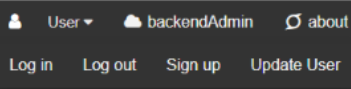 User backendAdmin about
Log in Log out Sign up Update User